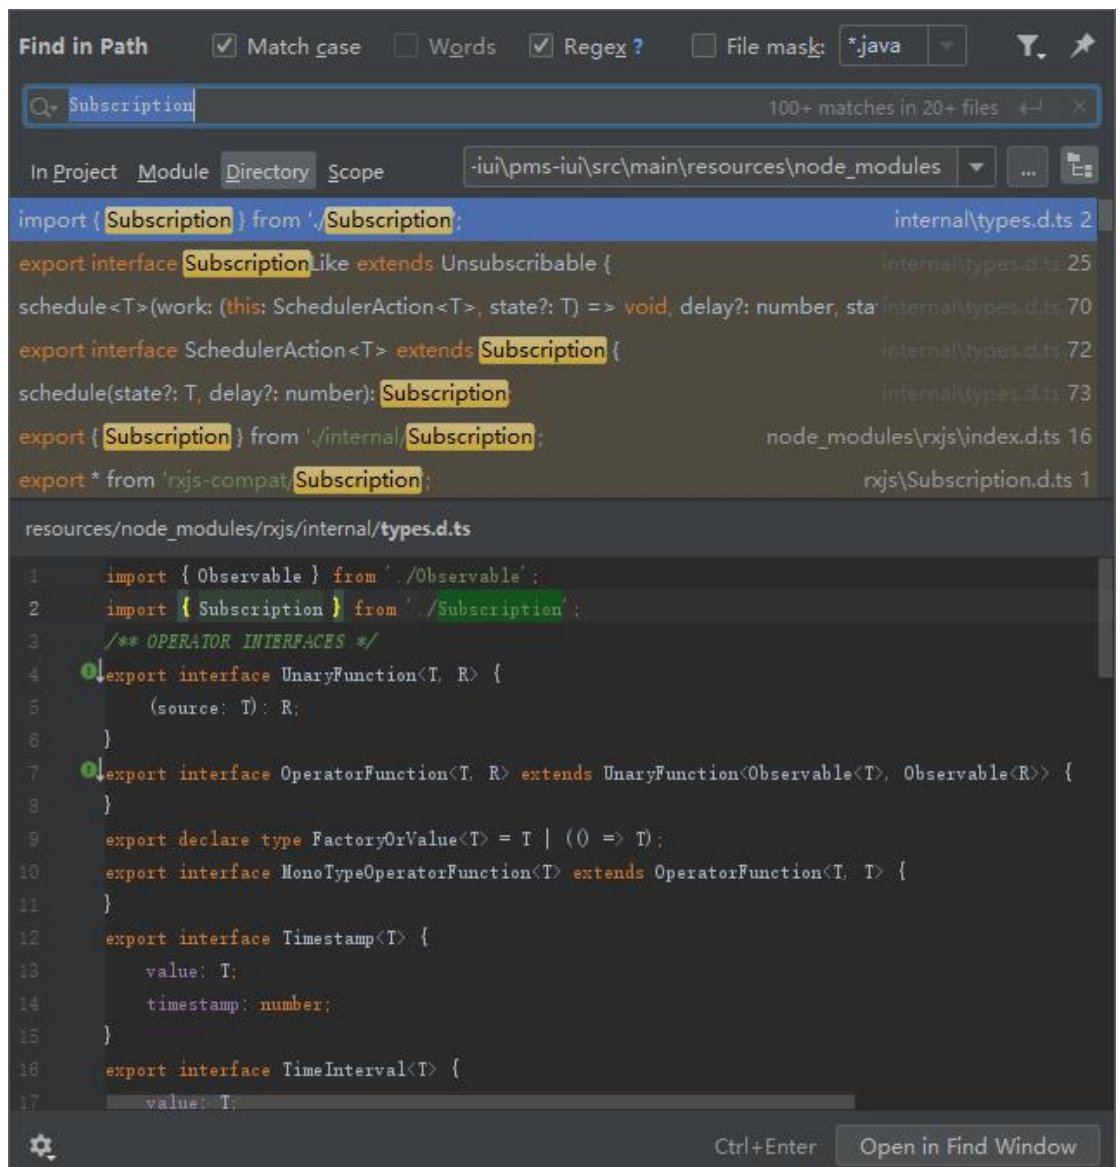 Find in Path Match case Words Regex ? File mask: *.java
Subscription 100+ matches in 20+ files
In Project Module Directory Scope -iui\pms-iui\src\main\resources\node_modules ...
import { Subscription } from './Subscription'; internal\types.d.ts 2
export interface SubscriptionLike extends Unsubscribable { internal\types.d.ts 25
schedule<T>(work: (this: SchedulerAction<T>, state?: T) => void, delay?: number, sta internal\types.d.ts 70
export interface SchedulerAction<T> extends Subscription { internal\types.d.ts 72
schedule(state?: T, delay?: number): Subscription; internal\types.d.ts 73
export { Subscription } from './internal/Subscription'; node_modules\rxjs\index.d.ts 16
export * from 'rxjs-compat/Subscription'; rxjs\Subscription.d.ts 1
resources/node_modules/rxjs/internal/types.d.ts
1 import { Observable } from './Observable';
2 import { Subscription } from './Subscription';
3 /** OPERATOR INTERFACES */
4 export interface UnaryFunction<T, R> {
5 (source: T): R;
6 }
7 export interface OperatorFunction<T, R> extends UnaryFunction<Observable<T>, Observable<R>> {
8 }
9 export declare type FactoryOrValue<T> = T | (() => T);
10 export interface MonoTypeOperatorFunction<T> extends OperatorFunction<T, T> {
11 }
12 export interface Timestamp<T> {
13 value: T;
14 timestamp: number;
15 }
16 export interface TimeInterval<T> {
17 value: T;
Ctrl+Enter Open in Find Window